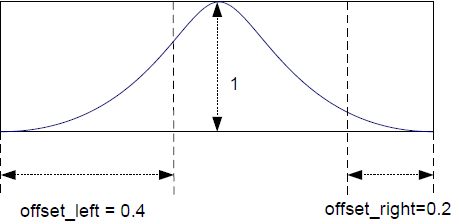 1
offset_left = 0.4
offset_right=0.2